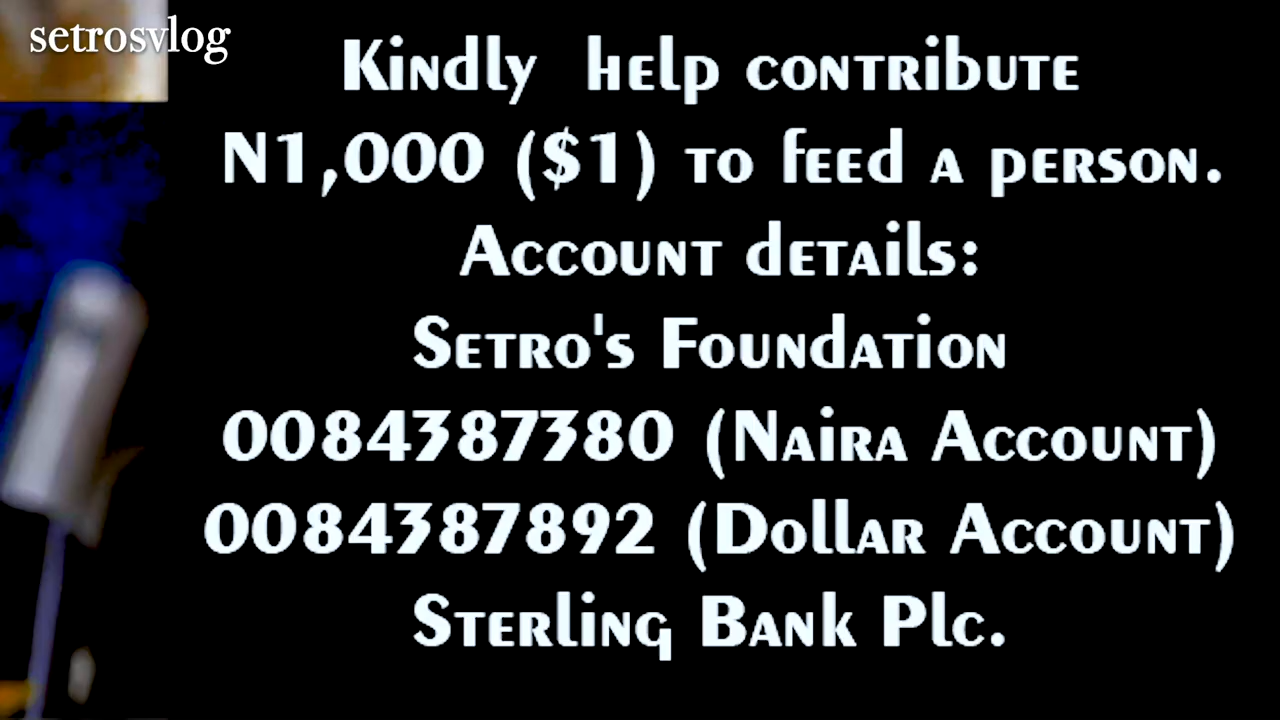 setrosvlog
Kindly help contribute
N1,000 ($1) to feed a person.
Account details:
Setro's Foundation
0084387380 (Naira Account)
0084387892 (Dollar Account)
Sterling Bank Plc.